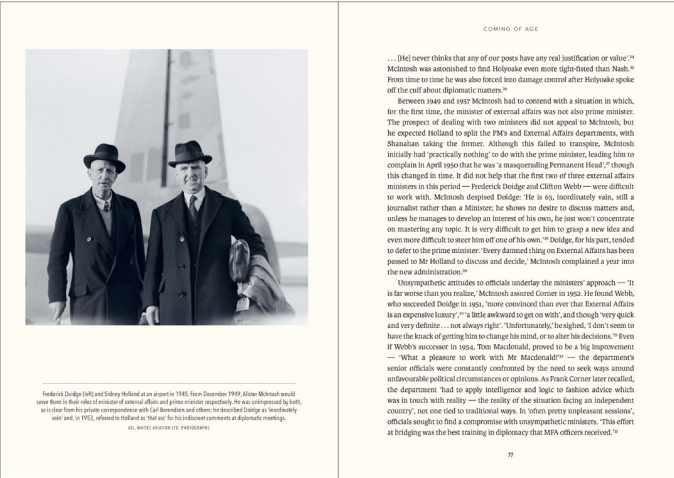 Frederick Doidge (left) and Sidney Holland at an airport in 1945. From December 1949, Alister McIntosh would
serve them in their roles of minister of external affairs and prime minister respectively. He was unimpressed by both,
as is clear from his private correspondence with Carl Berendsen and others: he described Doidge as 'inordinately
vain' and, in 1953, referred to Holland as 'that ass' for his indiscreet comments at diplomatic meetings.
ATL, WHITES AVIATION LTD: PHOTOGRAPHS
COMING OF AGE
. . . [He] never thinks that any of our posts have any real justification or value'.²⁴
McIntosh was astonished to find Holyoake even more tight-fisted than Nash.²⁵
From time to time he was also forced into damage control after Holyoake spoke
off the cuff about diplomatic matters.²⁶
Between 1949 and 1957 McIntosh had to contend with a situation in which,
for the first time, the minister of external affairs was not also prime minister.
The prospect of dealing with two ministers did not appeal to McIntosh, but
he expected Holland to split the PM's and External Affairs departments, with
Shanahan taking the former. Although this failed to transpire, McIntosh
initially had 'practically nothing' to do with the prime minister, leading him to
complain in April 1950 that he was 'a masquerading Permanent Head',²⁷ though
this changed in time. It did not help that the first two of three external affairs
ministers in this period — Frederick Doidge and Clifton Webb — were difficult
to work with. McIntosh despised Doidge: 'He is 65, inordinately vain, still a
journalist rather than a Minister; he shows no desire to discuss matters and,
unless he manages to develop an interest of his own, he just won't concentrate
on mastering any topic. It is very difficult to get him to grasp a new idea and
even more difficult to steer him off one of his own.'²⁸ Doidge, for his part, tended
to defer to the prime minister: 'Every damned thing on External Affairs has been
passed to Mr Holland to discuss and decide,' McIntosh complained a year into
the new administration.²⁹
Unsympathetic attitudes to officials underlay the ministers' approach — 'It
is far worse than you realize,' McIntosh assured Corner in 1952. He found Webb,
who succeeded Doidge in 1951, 'more convinced than ever that External Affairs
is an expensive luxury',³⁰ 'a little awkward to get on with', and though 'very quick
and very definite . . . not always right'. 'Unfortunately,' he sighed, 'I don't seem to
have the knack of getting him to change his mind, or to alter his decisions.'³¹ Even
if Webb's successor in 1954, Tom Macdonald, proved to be a big improvement
— 'What a pleasure to work with Mr Macdonald!'³² — the department's
senior officers were constantly confronted by the need to seek ways around
unfavourable political circumstances or opinions. As Frank Corner later recalled,
the department 'had to apply intelligence and logic to fashion advice which
was in touch with reality — the reality of the situation facing an independent
country', not one tied to traditional ways. In 'often pretty unpleasant sessions',
officials sought to find a compromise with unsympathetic ministers. 'This effort
at bridging was the best training in diplomacy that MFA officers received.'³³
77